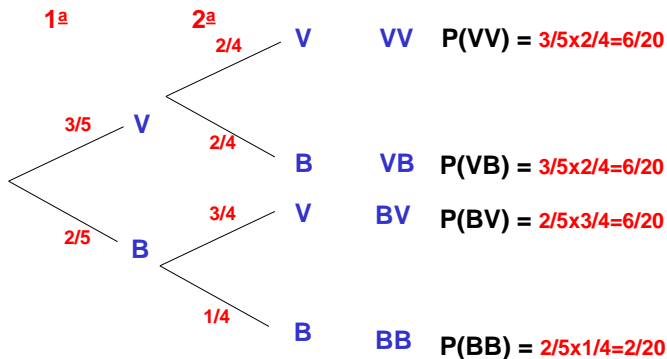 1ª 2ª
2/4 V VV P(VV) = 3/5x2/4=6/20
3/5 V
2/4 B VB P(VB) = 3/5x2/4=6/20
3/4 V BV P(BV) = 2/5x3/4=6/20
2/5 B
1/4 B BB P(BB) = 2/5x1/4=2/20